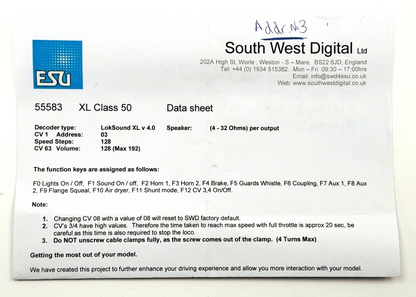 Addr. No3
South West Digital Ltd
202A High St, Worle, Weston - S – Mare, BS22 6JD, England
Tel: +44 (0) 1934 515382. Mon – Fri 09:30 – 17:00hrs
Email: info@swd4esu.co.uk
Web: www.southwestdigital.co.uk
ESU
55583 XL Class 50 Data sheet
Decoder type: LokSound XL v 4.0 Speaker: (4 - 32 Ohms) per output
CV 1 Address: 03
Speed Steps: 128
CV 63 Volume: 128 (Max 192)
The function keys are assigned as follows:
F0 Lights On / Off, F1 Sound On / off, F2 Horn 1, F3 Horn 2, F4 Brake, F5 Guards Whistle, F6 Coupling, F7 Aux 1, F8 Aux
2, F9 Flange Squeal, F10 Air dryer, F11 Shunt mode, F12 CV 3,4 On/Off.
Note:
1. Changing CV 08 with a value of 08 will reset to SWD factory default.
2. CV's 3/4 have high values. Therefore the time taken to reach max speed with full throttle is approx 20 sec, be
careful as this time is also required to stop the loco.
3. Do NOT unscrew cable clamps fully, as the screw comes out of the clamp. (4 Turns Max)
Getting the most out of your model.
We have created this project to further enhance your driving experience and allow you more interaction with your model.